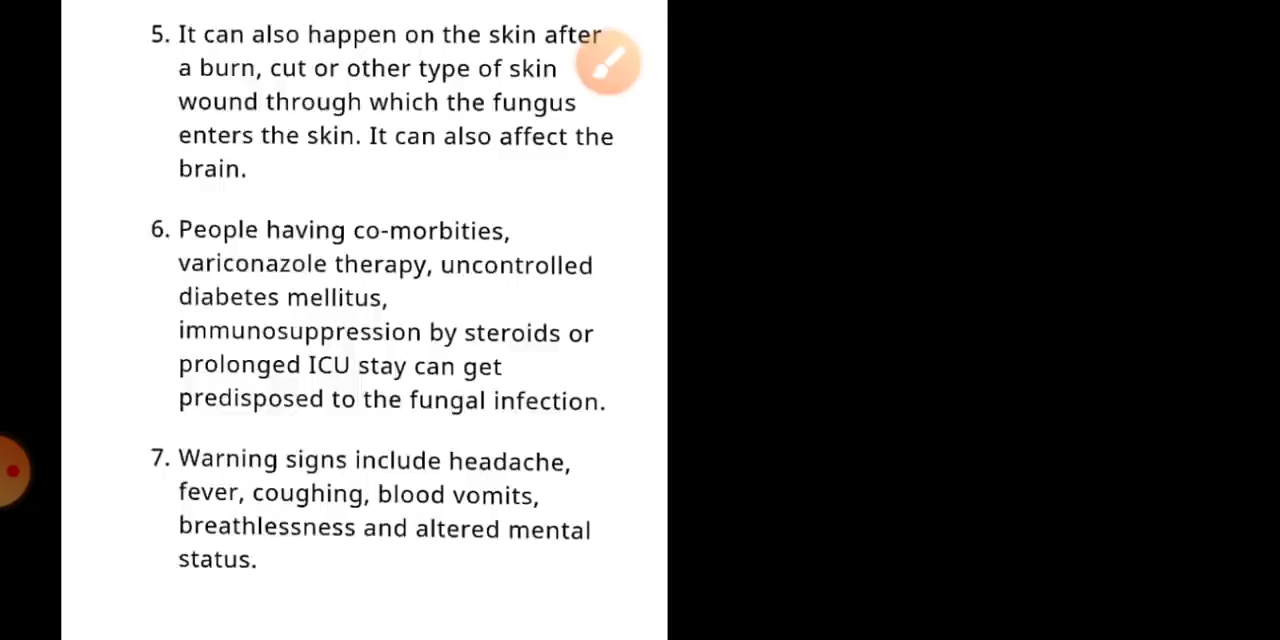 5. It can also happen on the skin after
a burn, cut or other type of skin
wound through which the fungus
enters the skin. It can also affect the
brain.
6. People having co-morbities,
variconazole therapy, uncontrolled
diabetes mellitus,
immunosuppression by steroids or
prolonged ICU stay can get
predisposed to the fungal infection.
7. Warning signs include headache,
fever, coughing, blood vomits,
breathlessness and altered mental
status.